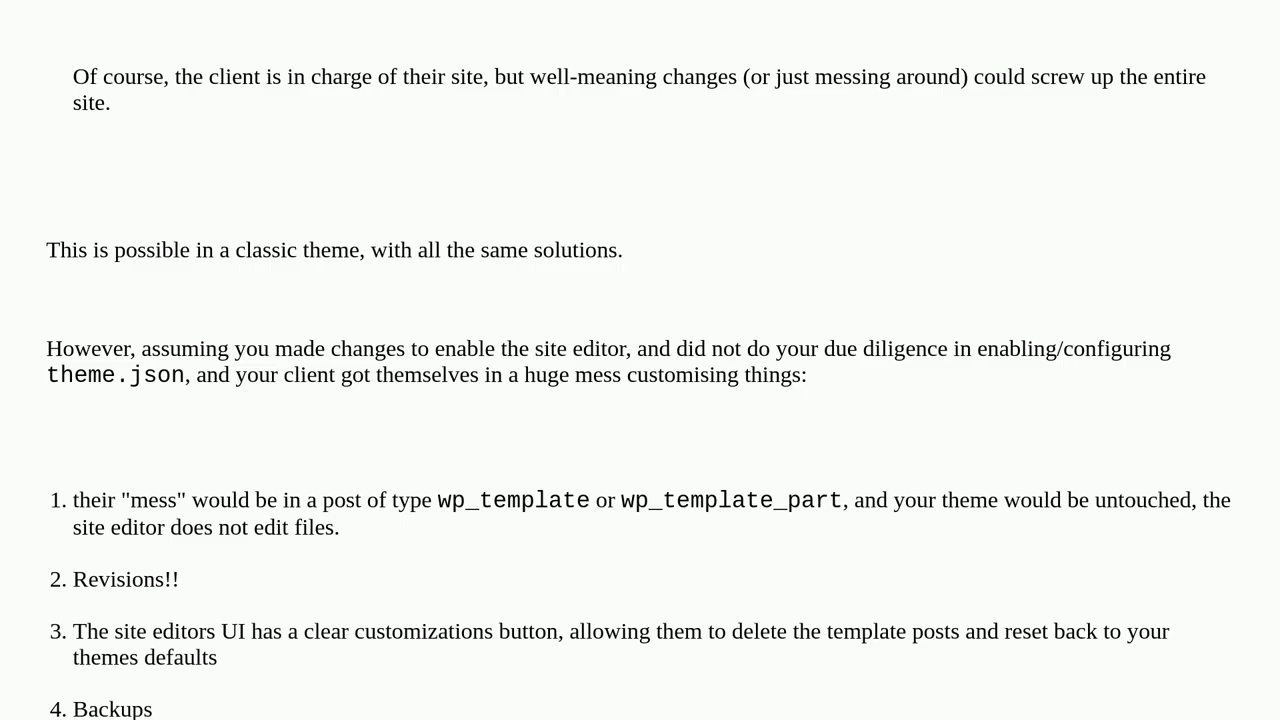 Of course, the client is in charge of their site, but well-meaning changes (or just messing around) could screw up the entire
site.
This is possible in a classic theme, with all the same solutions.
However, assuming you made changes to enable the site editor, and did not do your due diligence in enabling/configuring
theme.json, and your client got themselves in a huge mess customising things:
1. their "mess" would be in a post of type wp_template or wp_template_part, and your theme would be untouched, the
site editor does not edit files.
2. Revisions!!
3. The site editors UI has a clear customizations button, allowing them to delete the template posts and reset back to your
themes defaults
4. Backups